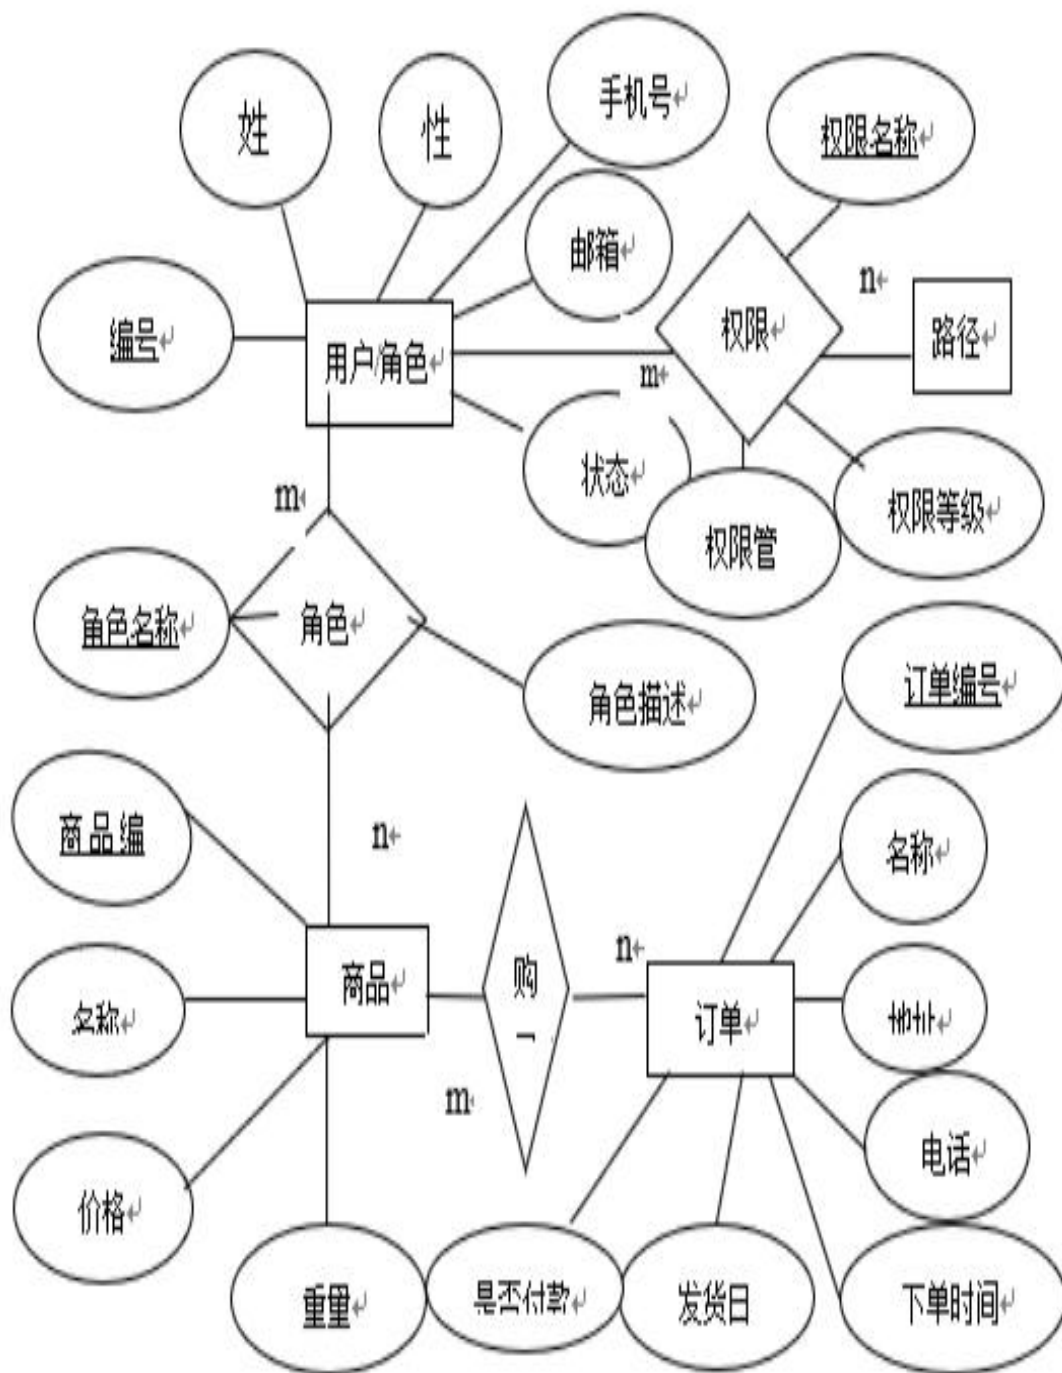 姓
性
手机号
权限名称
邮箱
n
编号
用户/角色
权限
路径
m
状态
权限等级
m
权限管
角色名称
角色
角色描述
订单编号
商品编
n
名称
购
n
商品
订单
名称
地址
m
电话
价格
重量
是否付款
发货日
下单时间